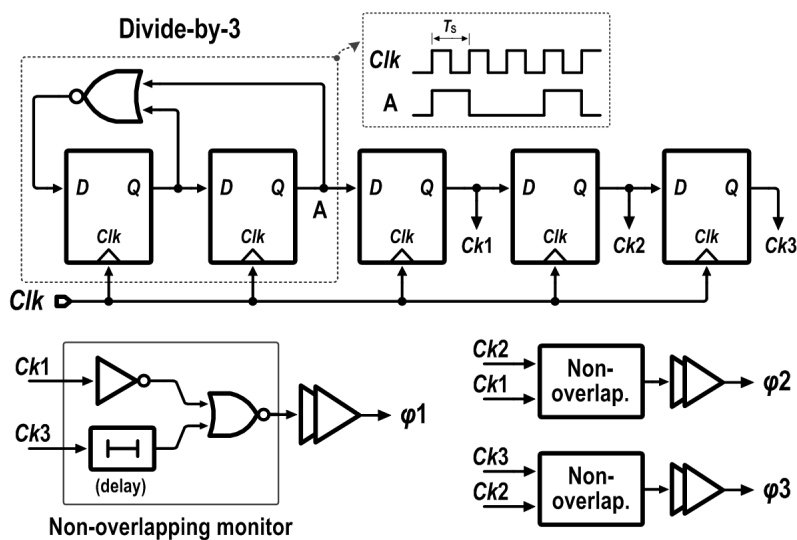 Divide-by-3
Ts
Clk
A
D Q
Clk
D Q
Clk
A
D Q
Clk
Ck1
D Q
Clk
Ck2
D Q
Clk
Ck3
Clk
Ck1
Ck3
(delay)
φ1
Non-overlapping monitor
Ck2
Ck1
Non-
overlap.
φ2
Ck3
Ck2
Non-
overlap.
φ3